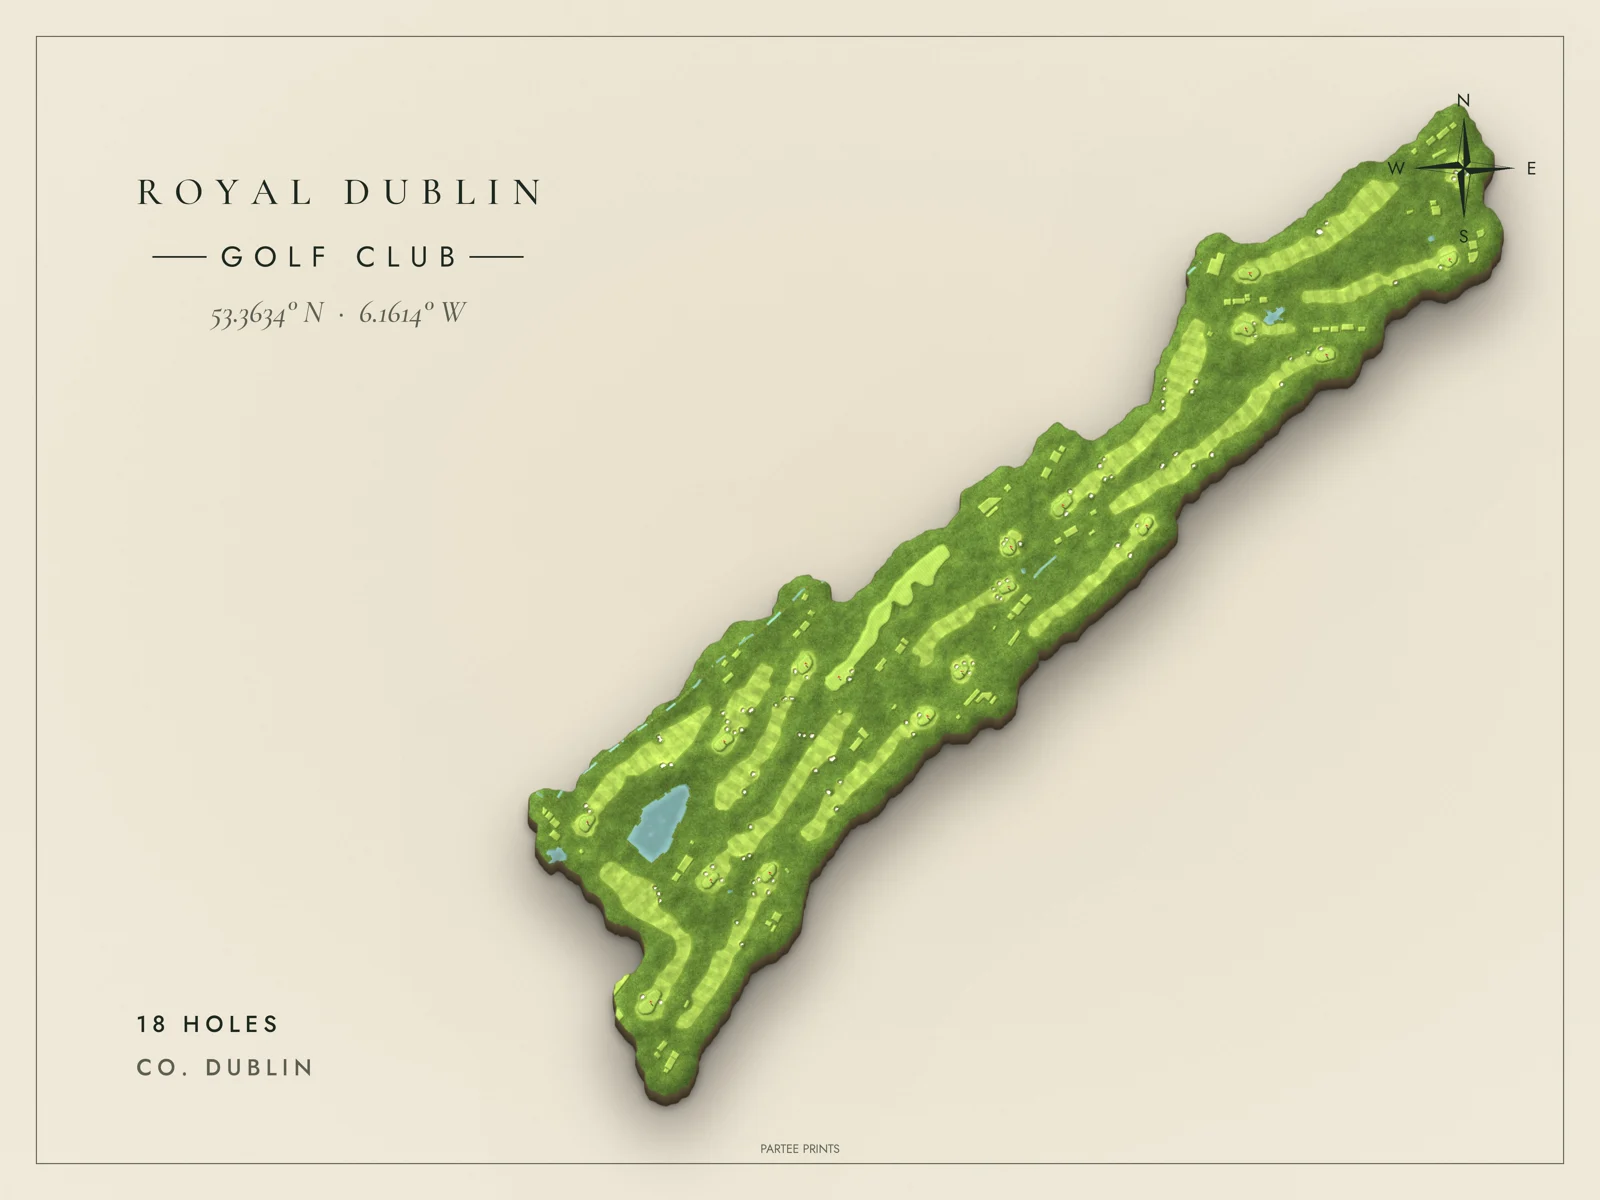 ROYAL DUBLIN
GOLF CLUB
53.3634° N · 6.1614° W
N
W E
S
18 HOLES
CO. DUBLIN
PARTEE PRINTS